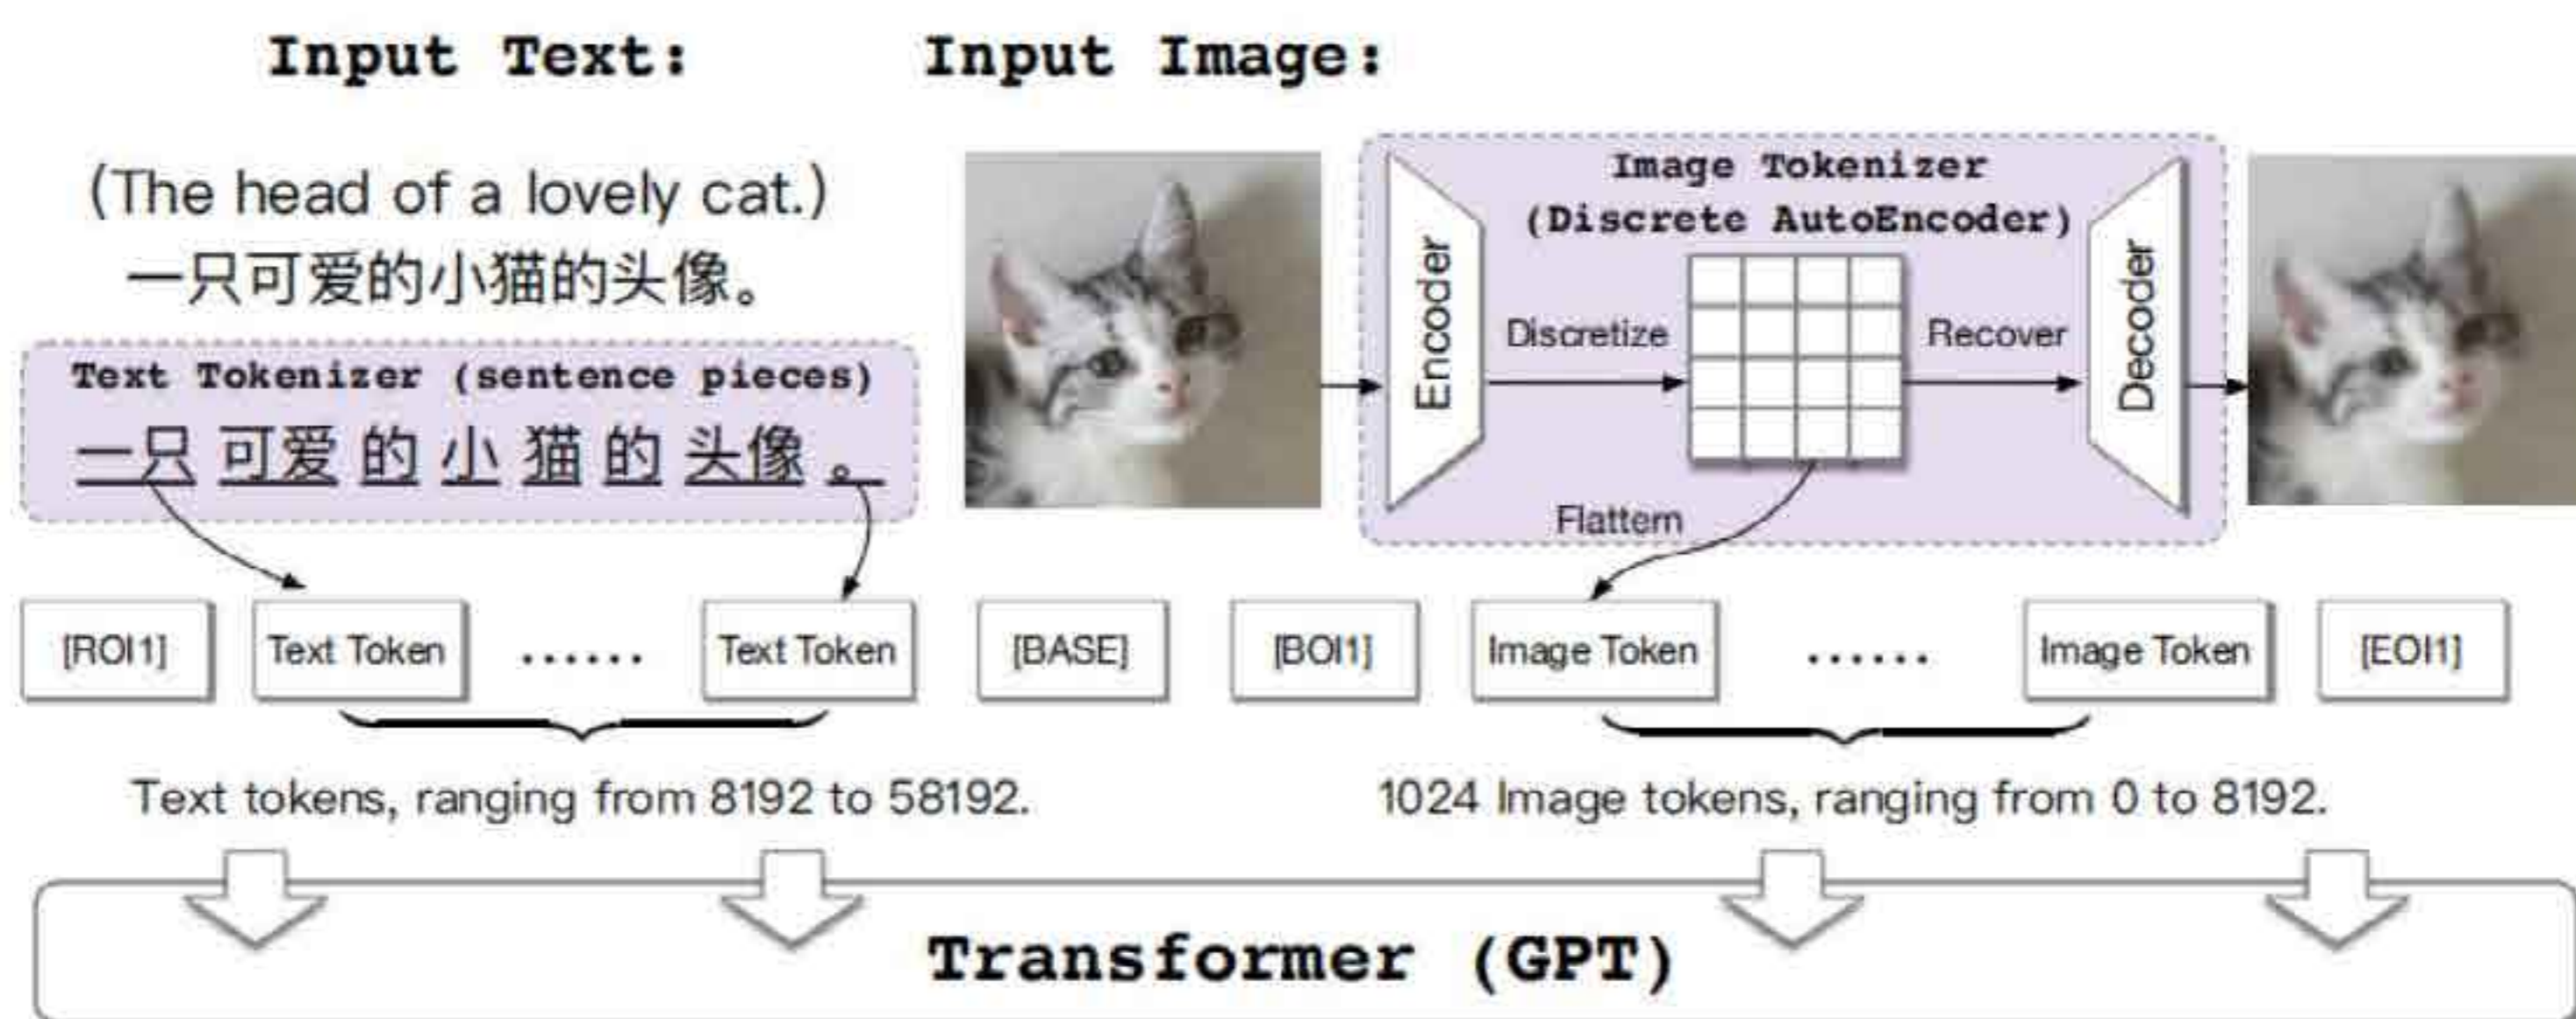 Input Text:
Input Image:
(The head of a lovely cat.)
一只可爱的小猫的头像。
Text Tokenizer (sentence pieces)
一只 可爱 的 小 猫 的 头像 。
Image Tokenizer
(Discrete AutoEncoder)
Encoder
Discretize
Recover
Decoder
Flattern
[ROI1] Text Token ...... Text Token [BASE] [BOI1] Image Token ...... Image Token [EOI1]
Text tokens, ranging from 8192 to 58192.
1024 Image tokens, ranging from 0 to 8192.
Transformer (GPT)